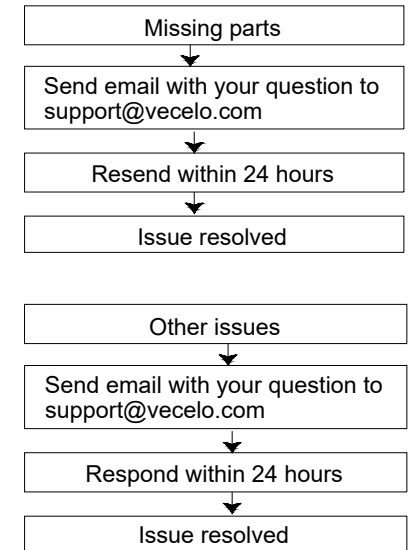 Missing parts
Send email with your question to
support@vecelo.com
Resend within 24 hours
Issue resolved
Other issues
Send email with your question to
support@vecelo.com
Respond within 24 hours
Issue resolved